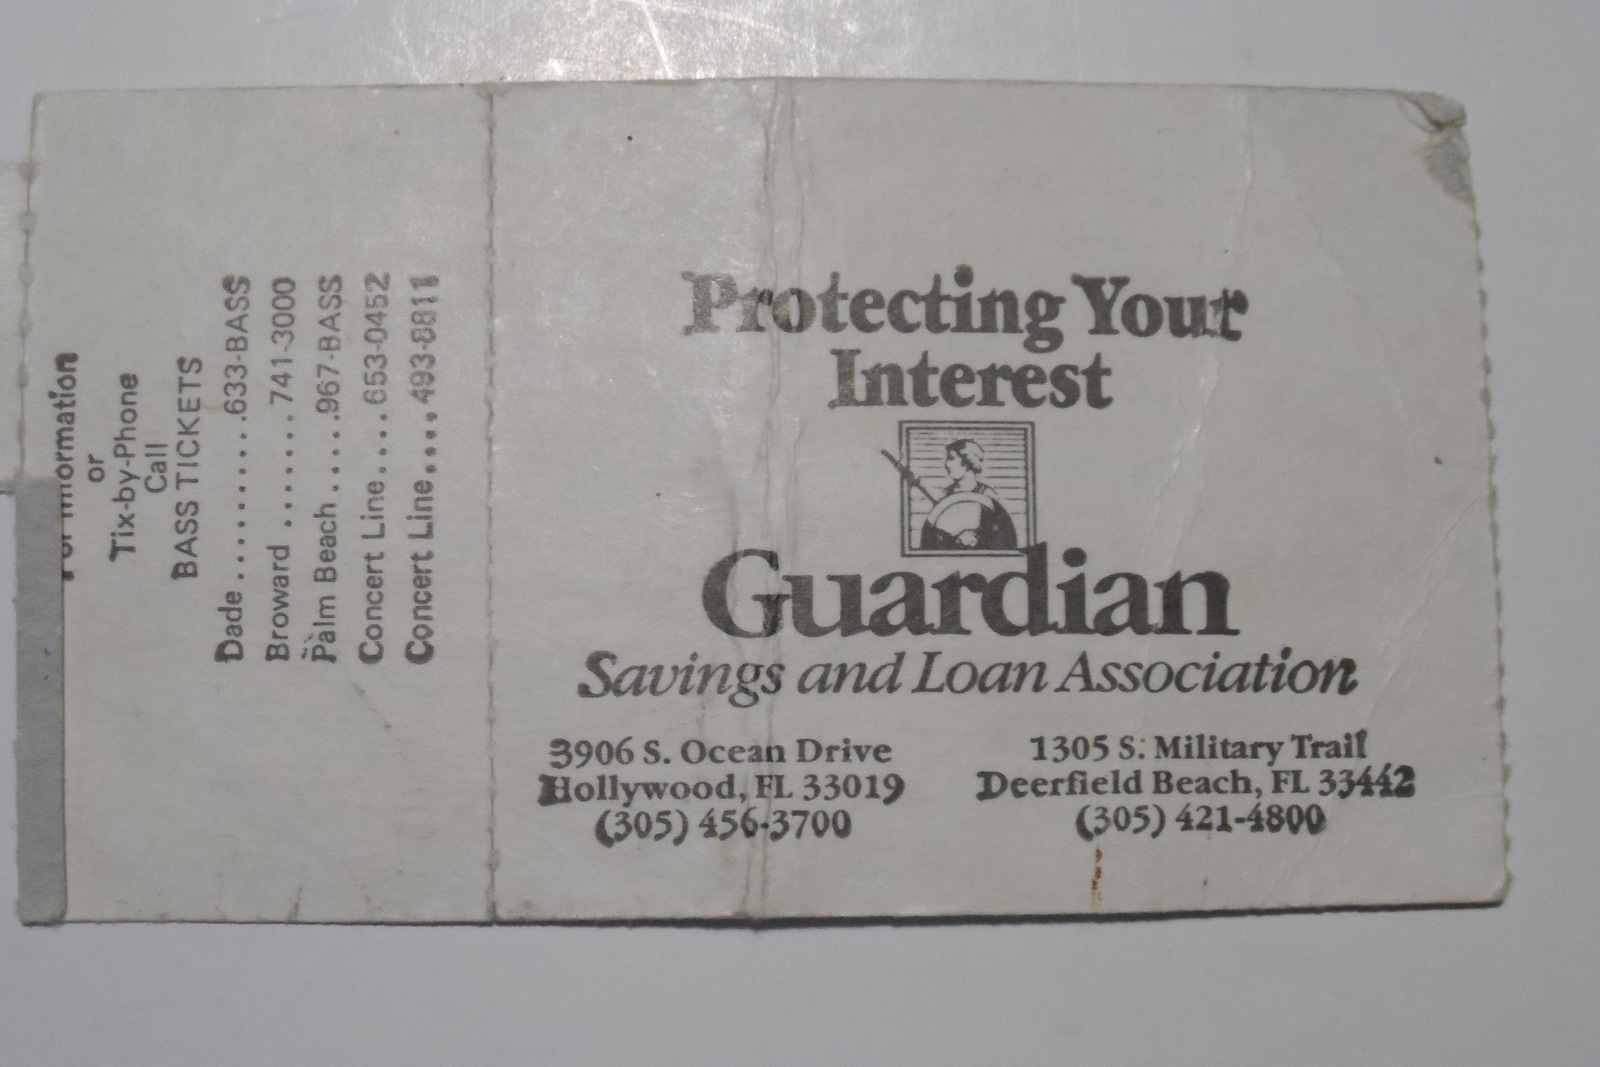 For Information
or
Tix-by-Phone
Call
BASS TICKETS
Dade..........633-BASS
Broward .......741-3000
Palm Beach ......967-BASS
Concert Line....653-0452
Concert Line....493-8811
Protecting Your
Interest
Guardian
Savings and Loan Association
3906 S. Ocean Drive
Hollywood, FL 33019
(305) 456-3700
1305 S. Military Trail
Deerfield Beach, FL 33442
(305) 421-4800